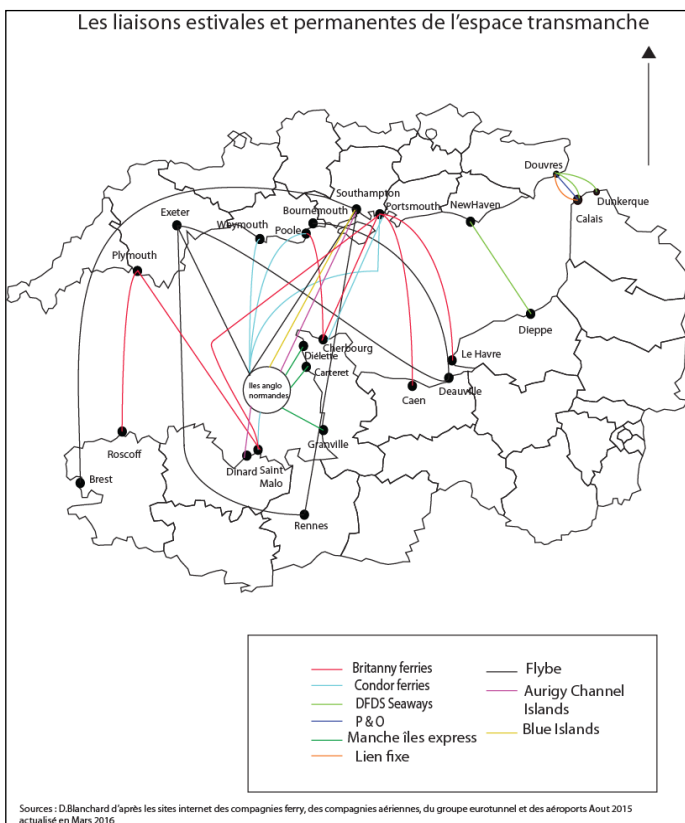 Les liaisons estivales et permanentes de l'espace transmanche
Douvres
Dunkerque
Calais
Southampton
Portsmouth
NewHaven
Bournemouth
Exeter
Weymouth
Poole
Plymouth
Dieppe
Cherbourg
Diélette
Carteret
Le Havre
Iles anglo
normandes
Deauville
Caen
Granville
Roscoff
Dinard
Saint
Malo
Brest
Rennes
Britanny ferries
Condor ferries
DFDS Seaways
P & O
Manche îles express
Lien fixe
Flybe
Aurigy Channel
Islands
Blue Islands
Sources : D.Blanchard d'après les sites internet des compagnies ferry, des compagnies aériennes, du groupe eurotunnel et des aéroports Aout 2015
actualisé en Mars 2016